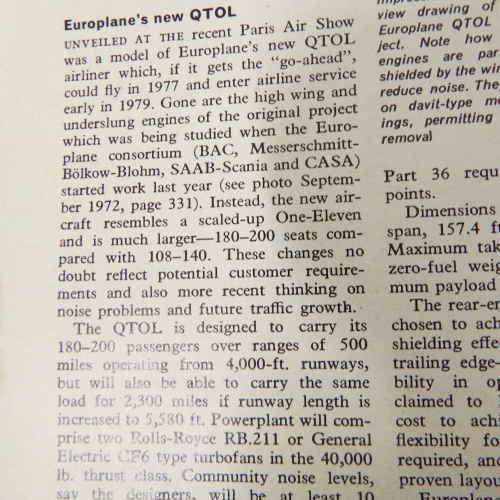 Europlane's new QTOL
UNVEILED AT THE recent Paris Air Show
was a model of Europlane's new QTOL
airliner which, if it gets the "go-ahead",
could fly in 1977 and enter airline service
early in 1979. Gone are the high wing and
underslung engines of the original project
which was being studied when the Euro-
plane consortium (BAC, Messerschmitt-
Bölkow-Blohm, SAAB-Scania and CASA)
started work last year (see photo Septem-
ber 1972, page 331). Instead, the new air-
craft resembles a scaled-up One-Eleven
and is much larger—180-200 seats com-
pared with 108-140. These changes no
doubt reflect potential customer require-
ments and also more recent thinking on
noise problems and future traffic growth.
The QTOL is designed to carry its
180-200 passengers over ranges of 500
miles operating from 4,000-ft. runways,
but will also be able to carry the same
load for 2,300 miles if runway length is
increased to 5,580 ft. Powerplant will com-
prise two Rolls-Royce RB.211 or General
Electric CF6 type turbofans in the 40,000
lb. thrust class. Community noise levels,
say the designers, will be at least 10
view drawing of
Europlane QTOL
ject. Note how
engines are par
shielded by the win
reduce noise. The
on davit-type m
ings, permitting
removal
Part 36 requ
points.
Dimensions
span, 157.4 f
Maximum tak
zero-fuel weig
mum payload
The rear-en
chosen to ach
shielding effe
trailing edge-
bility in op
claimed to
cost to achi
flexibility fo
required, and
proven layou
Europlane